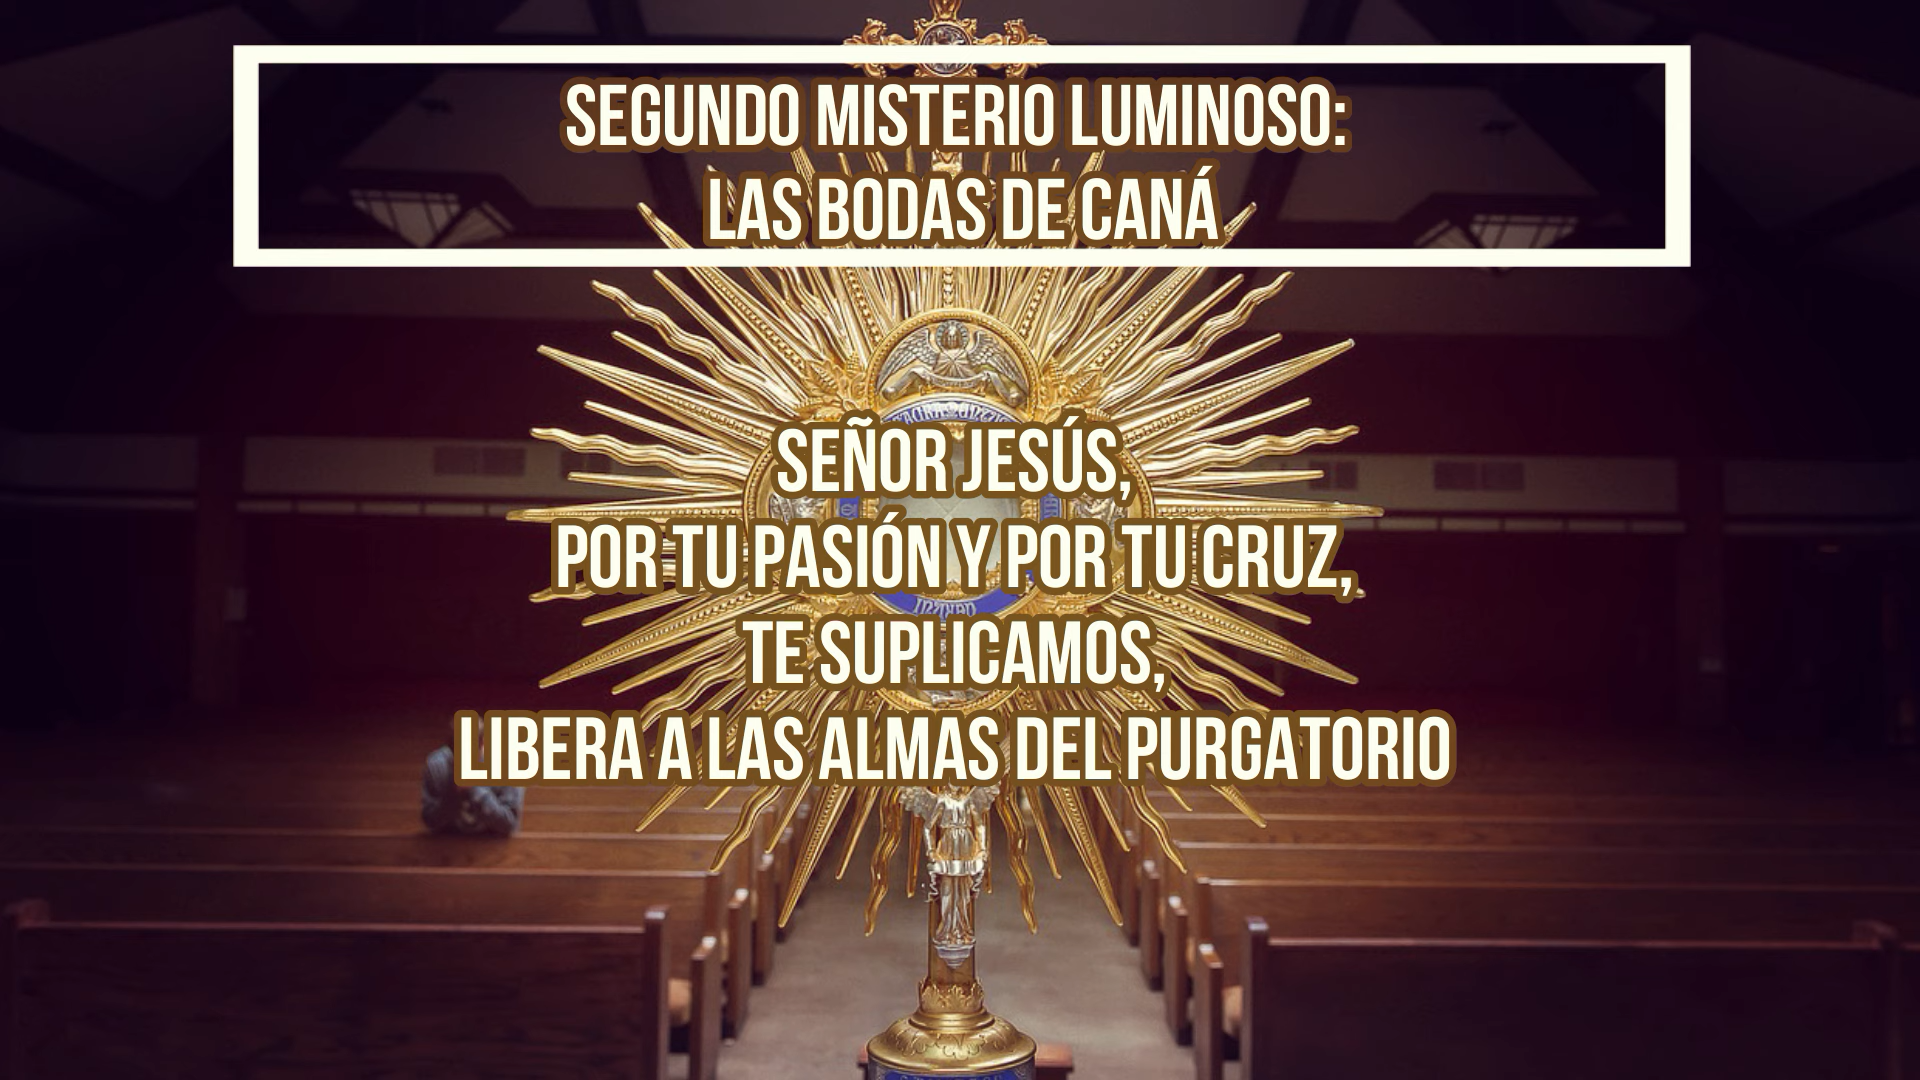 SEGUNDO MISTERIO LUMINOSO:
LAS BODAS DE CANÁ
SEÑOR JESÚS,
POR TU PASIÓN Y POR TU CRUZ,
TE SUPLICAMOS,
LIBERA A LAS ALMAS DEL PURGATORIO